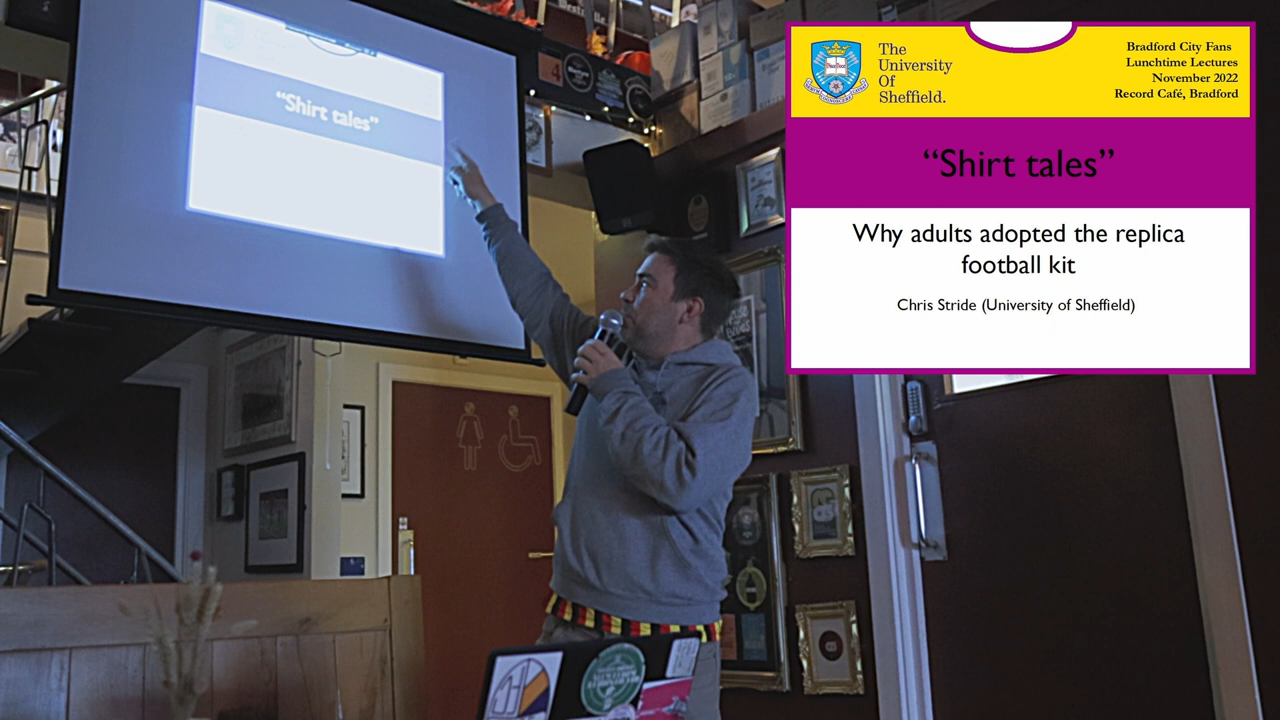 “Shirt tales”
The
University
Of
Sheffield.
Bradford City Fans
Lunchtime Lectures
November 2022
Record Café, Bradford
“Shirt tales”
Why adults adopted the replica
football kit
Chris Stride (University of Sheffield)
4